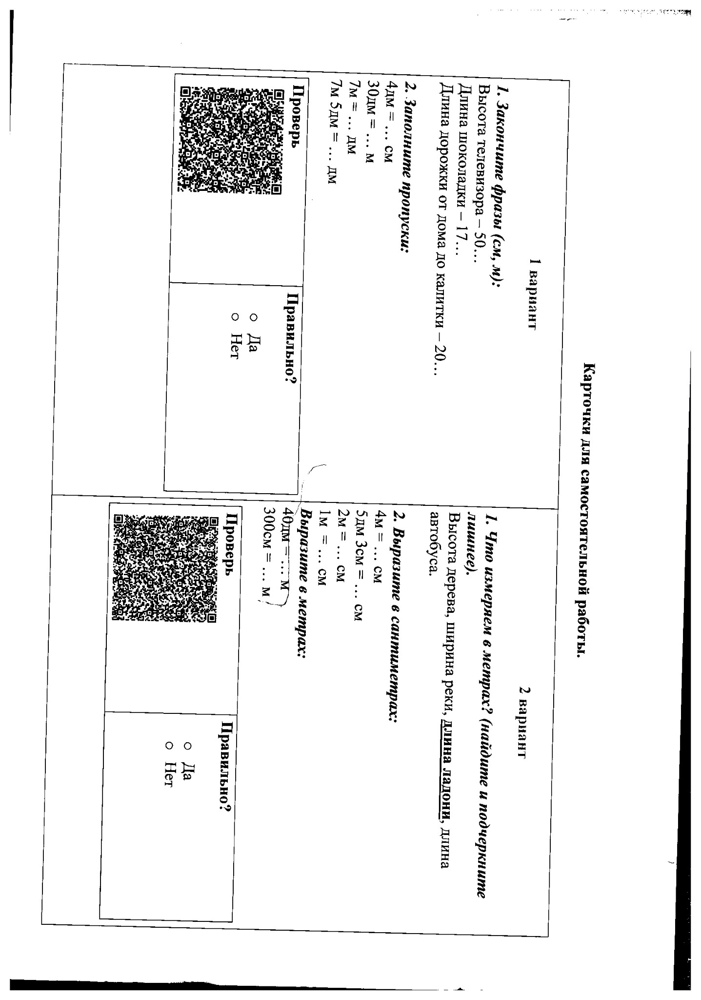 Карточки для самостоятельной работы.
1 вариант
1. Закончите фразы (см, м):
Высота телевизора – 50…
Длина шоколадки – 17…
Длина дорожки от дома до калитки – 20…
2. Заполните пропуски:
4дм = … см
30дм = … м
7м = … дм
7м 5дм = … дм
Проверь
Правильно?
○ Да
○ Нет
2 вариант
1. Что измеряем в метрах? (найдите и подчеркните
лишнее).
Высота дерева, ширина реки, длина ладони, длина
автобуса.
2. Выразите в сантиметрах:
4м = … см
5дм 3см = … см
2м = … см
1м = … см
Выразите в метрах:
40дм = … м
300см = … м
Проверь
Правильно?
○ Да
○ Нет